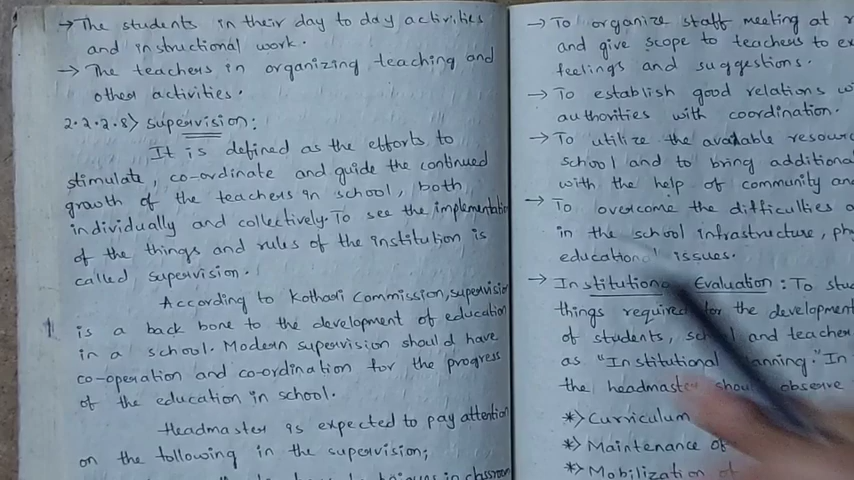 → The students in their day to day activities
and instructional work.
→ The teachers in organizing teaching and
other activities.
2.2.2.8> Supervision:
It is defined as the efforts to
stimulate, co-ordinate and guide the continued
growth of the teachers in school, both
individually and collectively. To see the implementatio
of the things and rules of the institution is
called supervision.
According to Kothari Commission, supervision
is a back bone to the development of education
in a school. Modern supervision should have
co-operation and co-ordination for the progress
of the education in school.
Headmaster is expected to pay attention
on the following in the supervision;
in classroom
→ To organize staff meeting at
and give scope to teachers to
feelings and suggestions.
→ To establish good relations
authorities with coordination.
→ To utilize the available
school and to bring additional
with the help of community
→ To overcome the difficulties
in the school infrastructure,
educational issues.
→ Institutional Evaluation: To
things required for the development
of students, and teacher
as "Institutional In
the headmaster observe
*> Curriculum
*> Maintenance of
*> Mobilization of